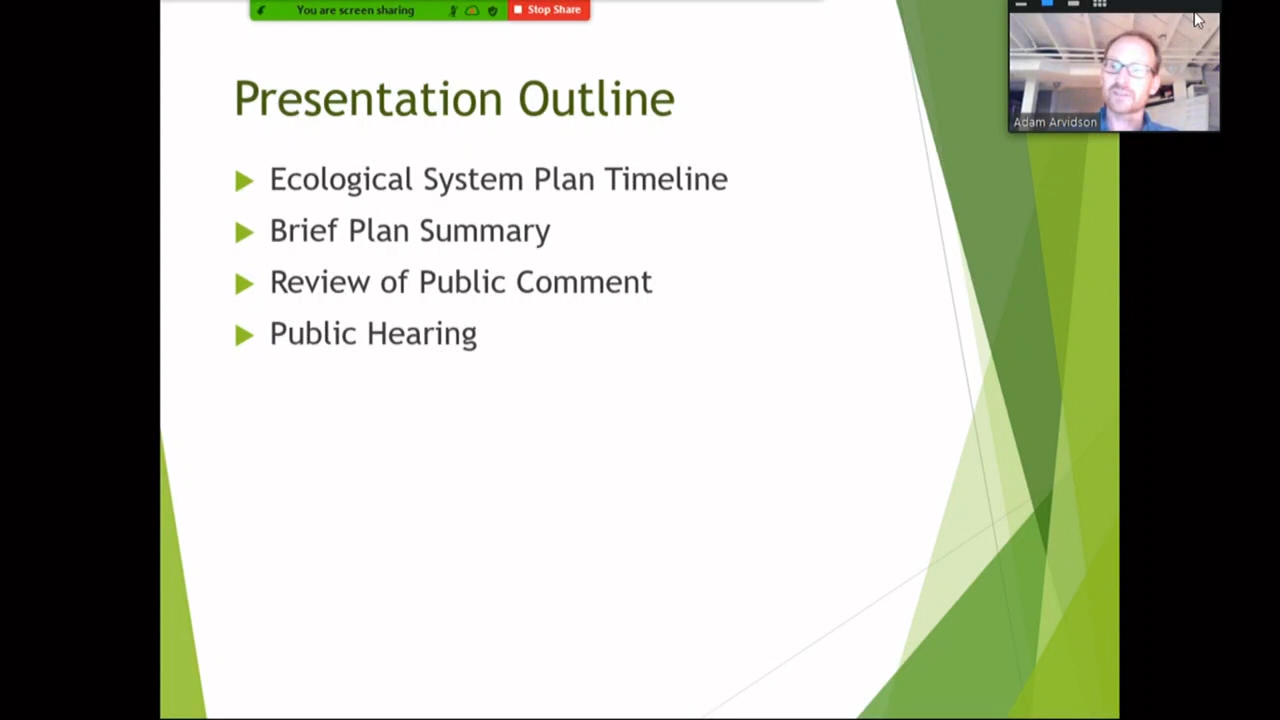 You are screen sharing
Stop Share
Adam Arvidson
Presentation Outline
Ecological System Plan Timeline
Brief Plan Summary
Review of Public Comment
Public Hearing